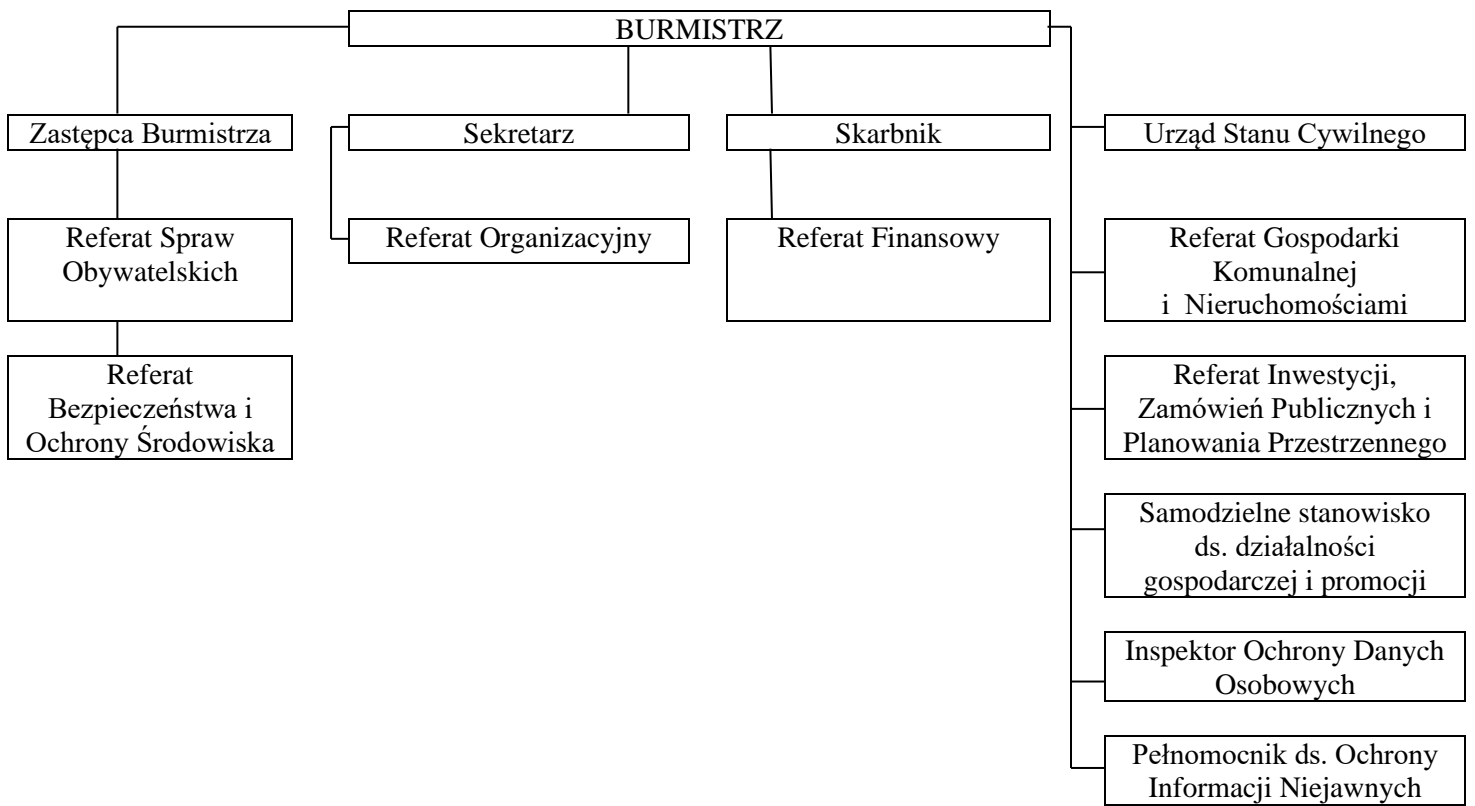 BURMISTRZ
Zastępca Burmistrza
Sekretarz
Skarbnik
Urząd Stanu Cywilnego
Referat Spraw
Obywatelskich
Referat Organizacyjny
Referat Finansowy
Referat Gospodarki
Komunalnej
i Nieruchomościami
Referat
Bezpieczeństwa i
Ochrony Środowiska
Referat Inwestycji,
Zamówień Publicznych i
Planowania Przestrzennego
Samodzielne stanowisko
ds. działalności
gospodarczej i promocji
Inspektor Ochrony Danych
Osobowych
Pełnomocnik ds. Ochrony
Informacji Niejawnych